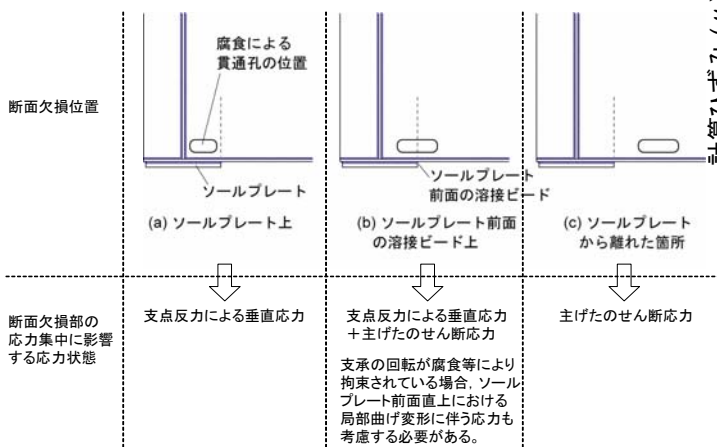 断面欠損位置
腐食による
貫通孔の位置
ソールプレート
(a) ソールプレート上
ソールプレート
前面の溶接ビード
(b) ソールプレート前面
の溶接ビード上
(c) ソールプレート
から離れた箇所
断面欠損部の
応力集中に影響
する応力状態
支点反力による垂直応力
支点反力による垂直応力
＋主げたのせん断応力
支承の回転が腐食等により
拘束されている場合，ソール
プレート前面直上における
局部曲げ変形に伴う応力も
考慮する必要がある。
主げたのせん断応力